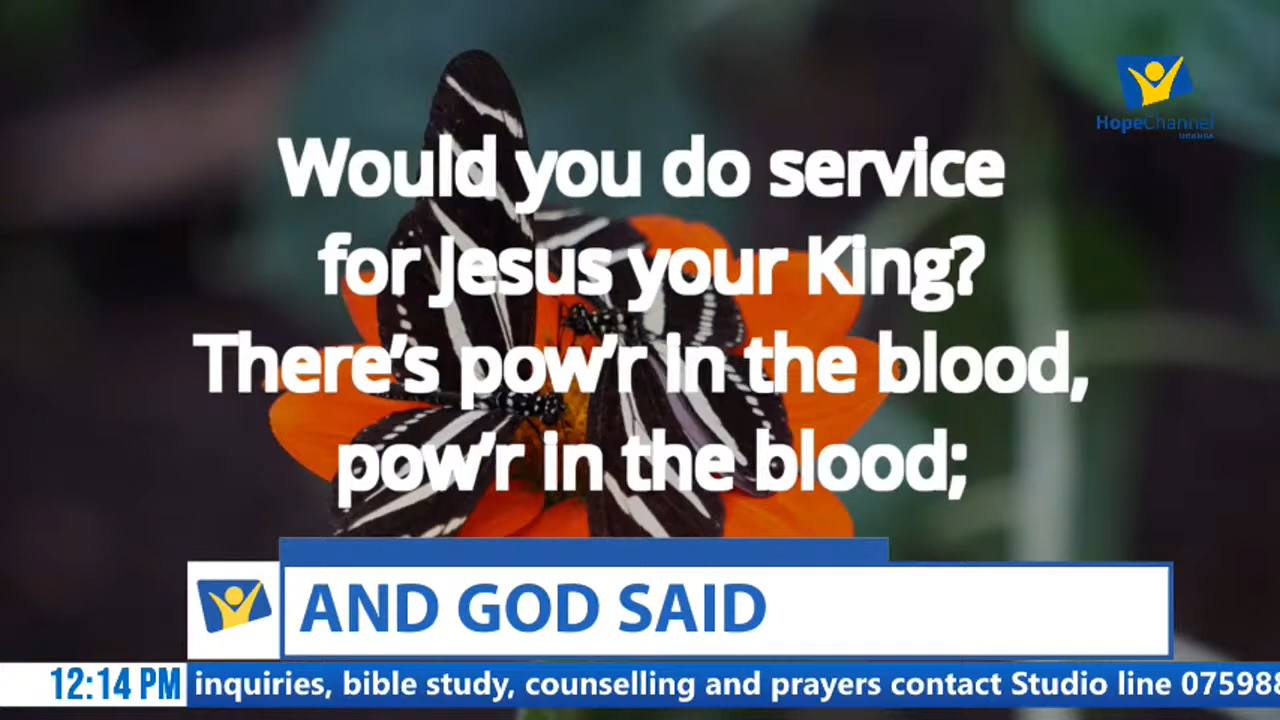 HopeChannel
UGANDA
Would you do service
for Jesus your King?
There's pow'r in the blood,
pow'r in the blood;
AND GOD SAID
12:14 PM
inquiries, bible study, counselling and prayers contact Studio line 075988